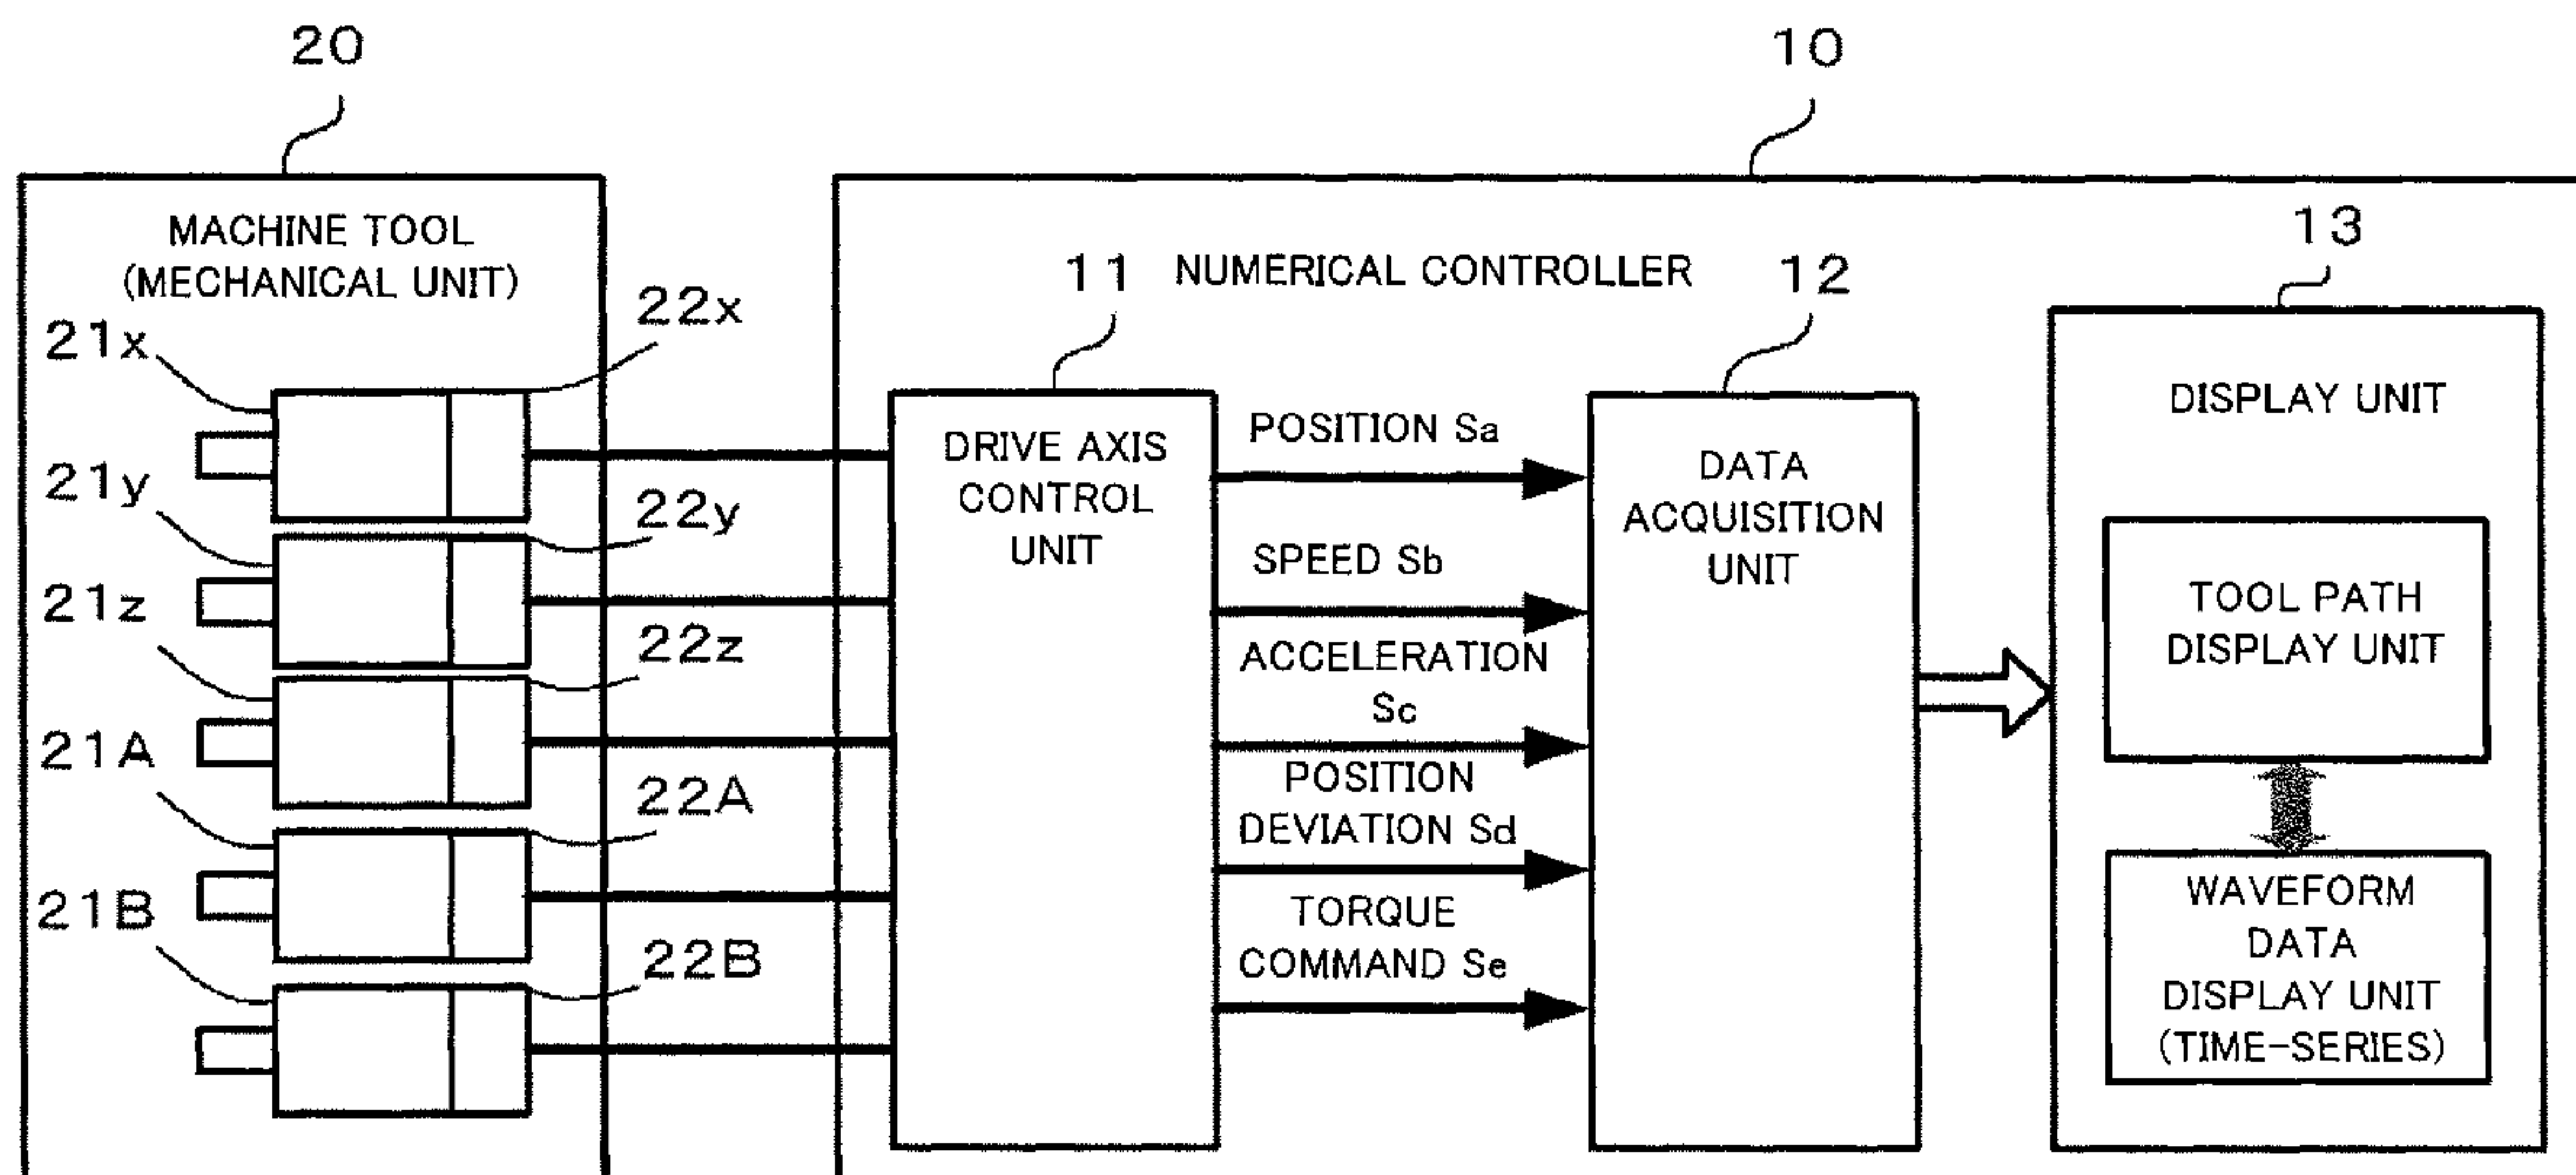 20
10
MACHINE TOOL
(MECHANICAL UNIT)
21x
22x
21y
22y
21z
22z
21A
22A
21B
22B
NUMERICAL CONTROLLER
11
DRIVE AXIS
CONTROL
UNIT
POSITION Sa
SPEED Sb
ACCELERATION
Sc
POSITION
DEVIATION Sd
TORQUE
COMMAND Se
12
DATA
ACQUISITION
UNIT
13
DISPLAY UNIT
TOOL PATH
DISPLAY UNIT
WAVEFORM
DATA
DISPLAY UNIT
(TIME-SERIES)